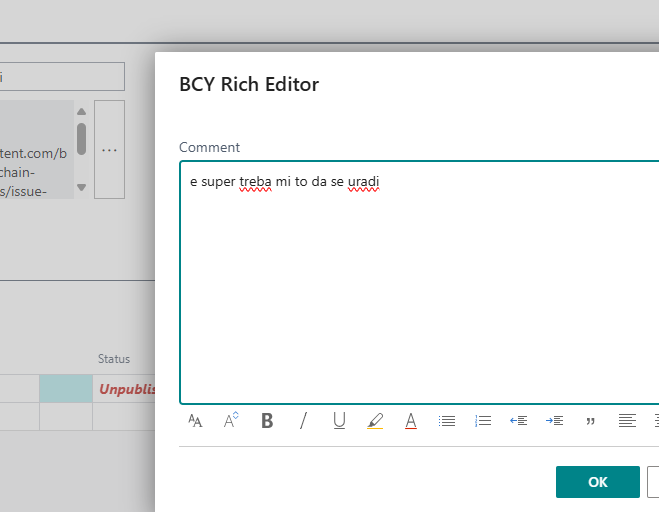 BCY Rich Editor
i
Comment
tent.com/b
chain-
s/issue-
e super treba mi to da se uradi
Status
Unpublis
OK